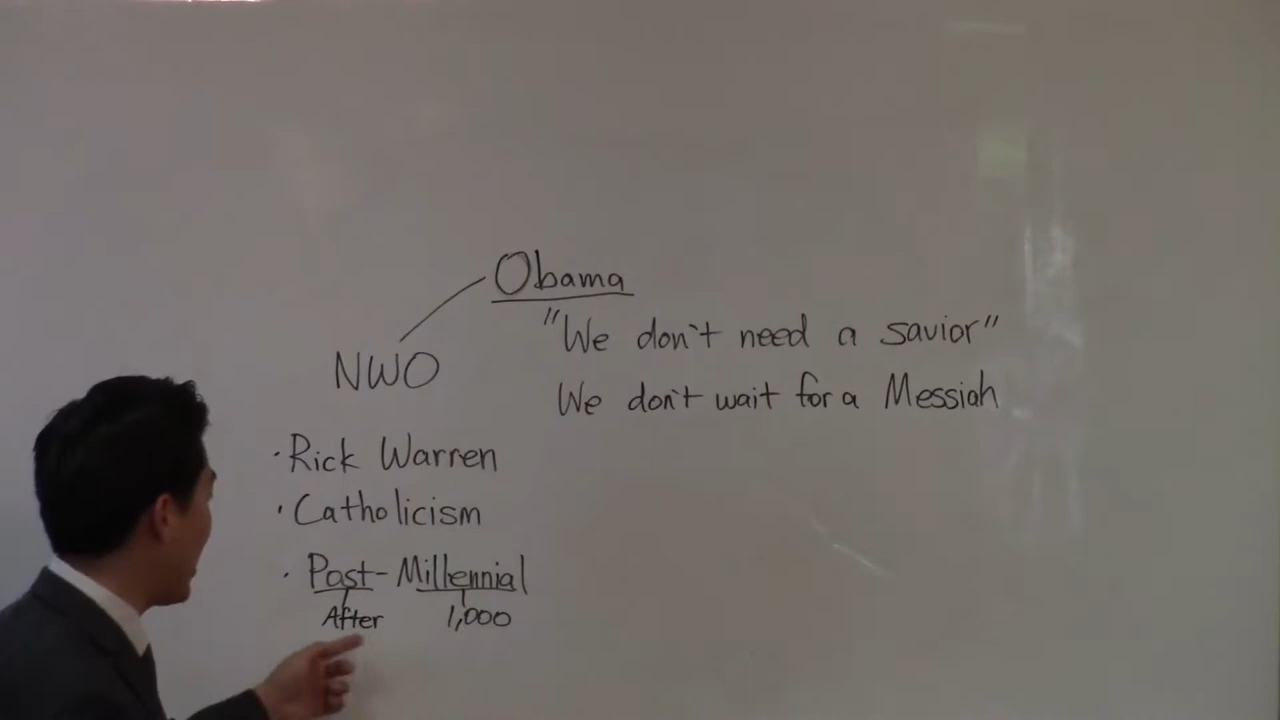 Obama
"We don't need a savior"
NWO
We don't wait for a Messiah
· Rick Warren
· Catholicism
· Post-Millennial
After 1,000